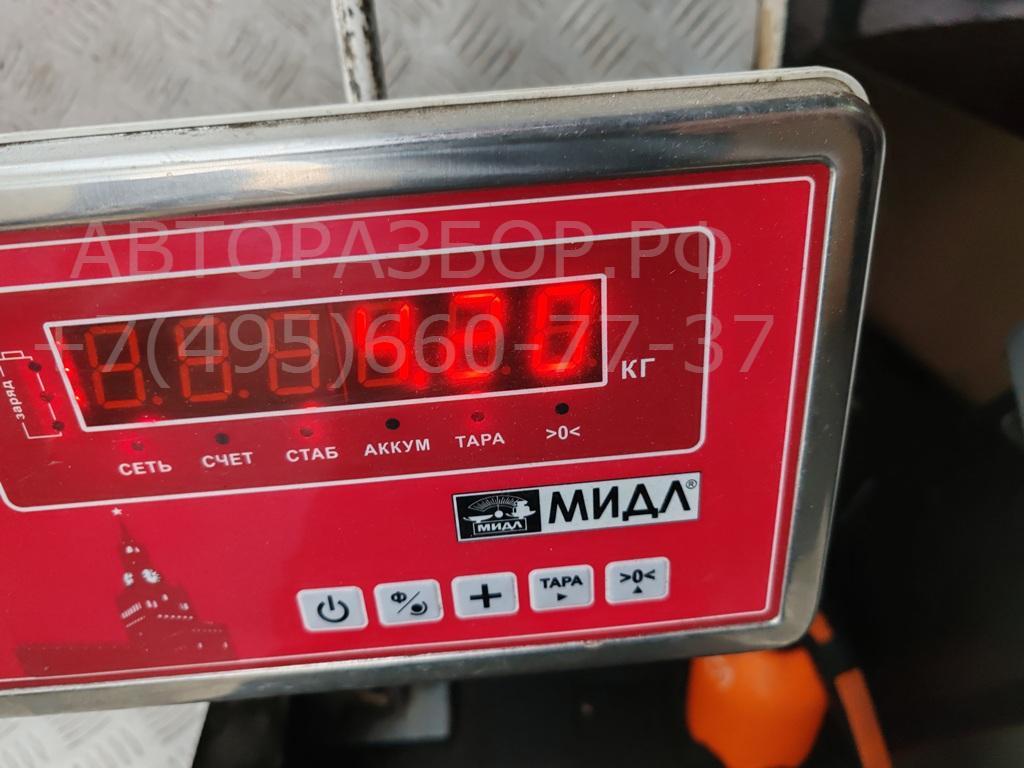 АВТОРАЗБОР.РФ
+7(495)660-77-37
КГ
заряд
СЕТЬ СЧЕТ СТАБ АККУМ ТАРА >0<
МИДЛ МИДЛ®
Ф ТАРА >0<